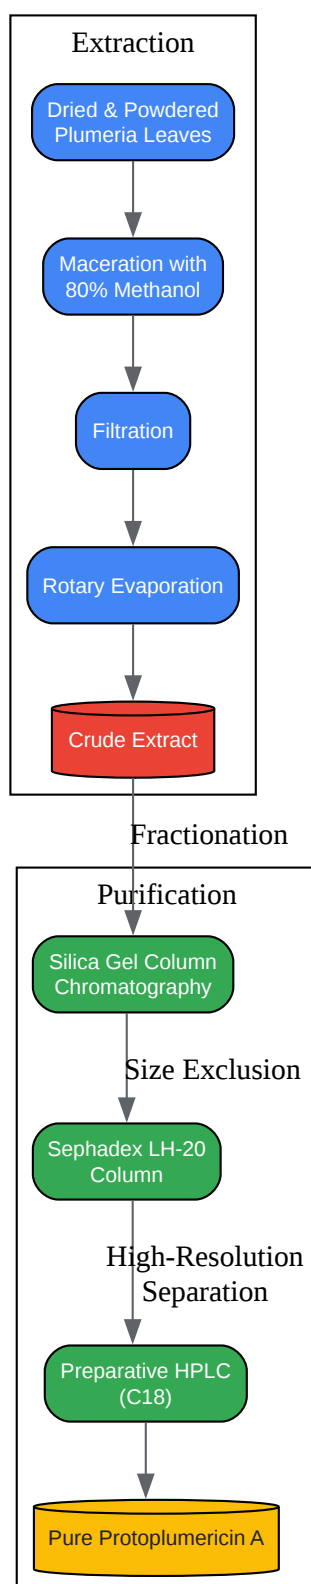 Extraction
Dried & Powdered
Plumeria Leaves
Maceration with
80% Methanol
Filtration
Rotary Evaporation
Crude Extract
Fractionation
Purification
Silica Gel Column
Chromatography
Size Exclusion
Sephadex LH-20
Column
High-Resolution
Separation
Preparative HPLC
(C18)
Pure Protoplumericin A